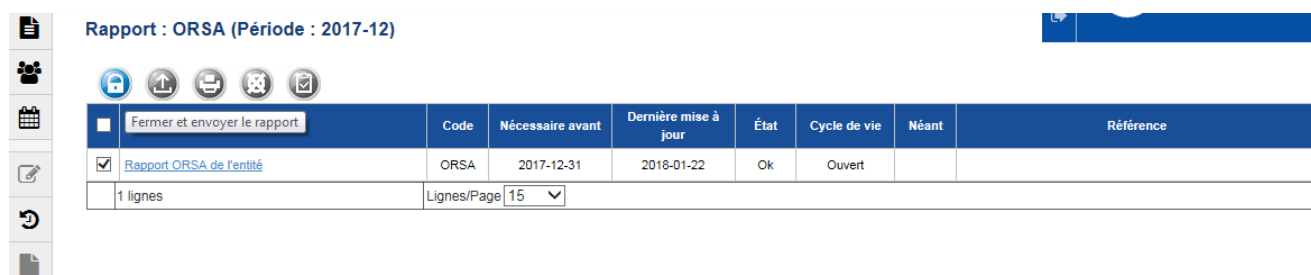 Rapport : ORSA (Période : 2017-12)
Fermer et envoyer le rapport
Code Nécessaire avant Dernière mise à jour État Cycle de vie Néant Référence
Rapport ORSA de l'entité ORSA 2017-12-31 2018-01-22 Ok Ouvert
1 lignes Lignes/Page 15